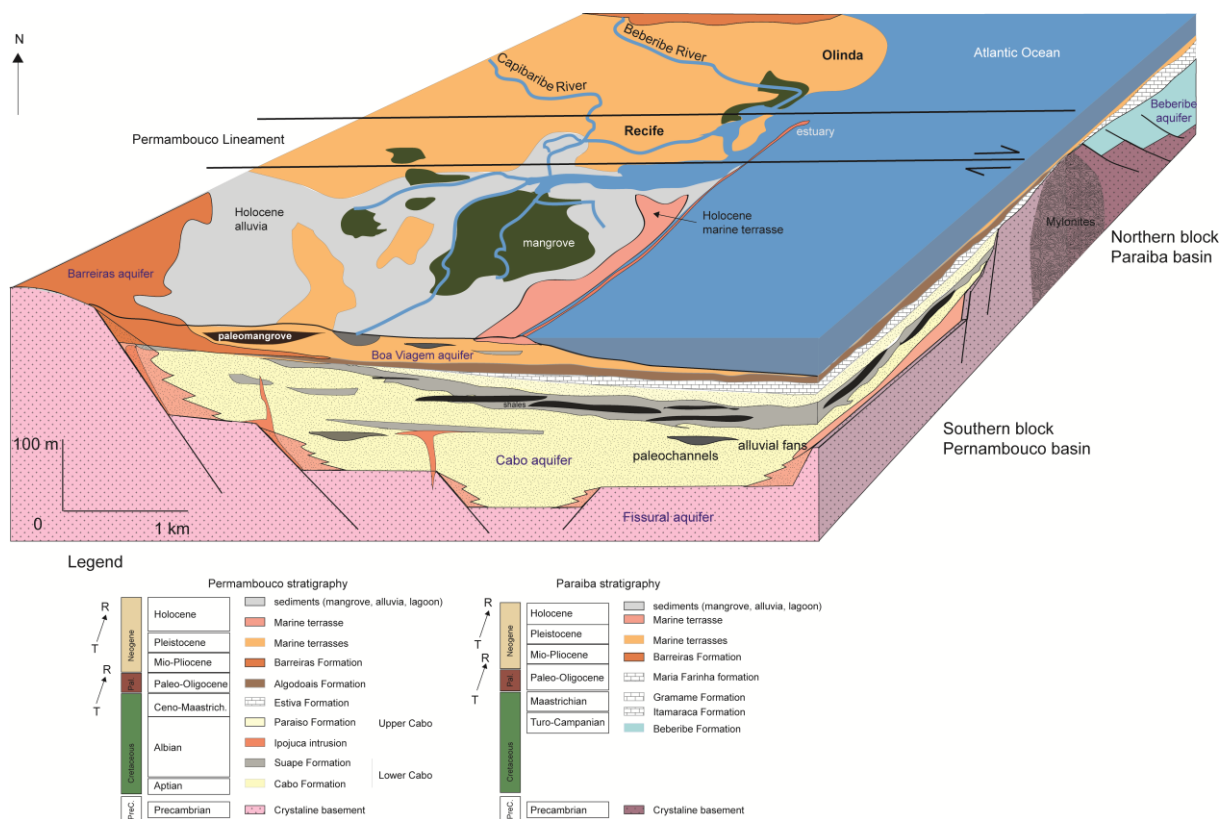 N
Beberibe River
Olinda
Atlantic Ocean
Capibaribe River
Permambouco Lineament
Recife
estuary
Beberibe
aquifer
Holocene
alluvia
mangrove
Holocene
marine terrasse
Mylonites
Northern block
Paraiba basin
Barreiras aquifer
paleomangrove
Boa Viagem aquifer
shales
Southern block
Pernambouco basin
100 m
0
1 km
Cabo aquifer
paleochannels
alluvial fans
Fissural aquifer
Legend
Permambouco stratigraphy
R
T
R
T
Neogene
Pal.
Cretaceous
PreC.
Holocene
Pleistocene
Mio-Pliocene
Paleo-Oligocene
Ceno-Maastrich.
Albian
Aptian
Precambrian
sediments (mangrove, alluvia, lagoon)
Marine terrasse
Marine terrasses
Barreiras Formation
Algodoais Formation
Estiva Formation
Paraiso Formation
Upper Cabo
Ipojuca intrusion
Suape Formation
Lower Cabo
Cabo Formation
Crystaline basement
Paraiba stratigraphy
R
T
R
T
Neogene
Pal.
Cretaceous
PreC.
Holocene
Pleistocene
Mio-Pliocene
Paleo-Oligocene
Maastrichian
Turo-Campanian
Precambrian
sediments (mangrove, alluvia, lagoon)
Marine terrasse
Marine terrasses
Barreiras Formation
Maria Farinha formation
Gramame Formation
Itamaraca Formation
Beberibe Formation
Crystaline basement